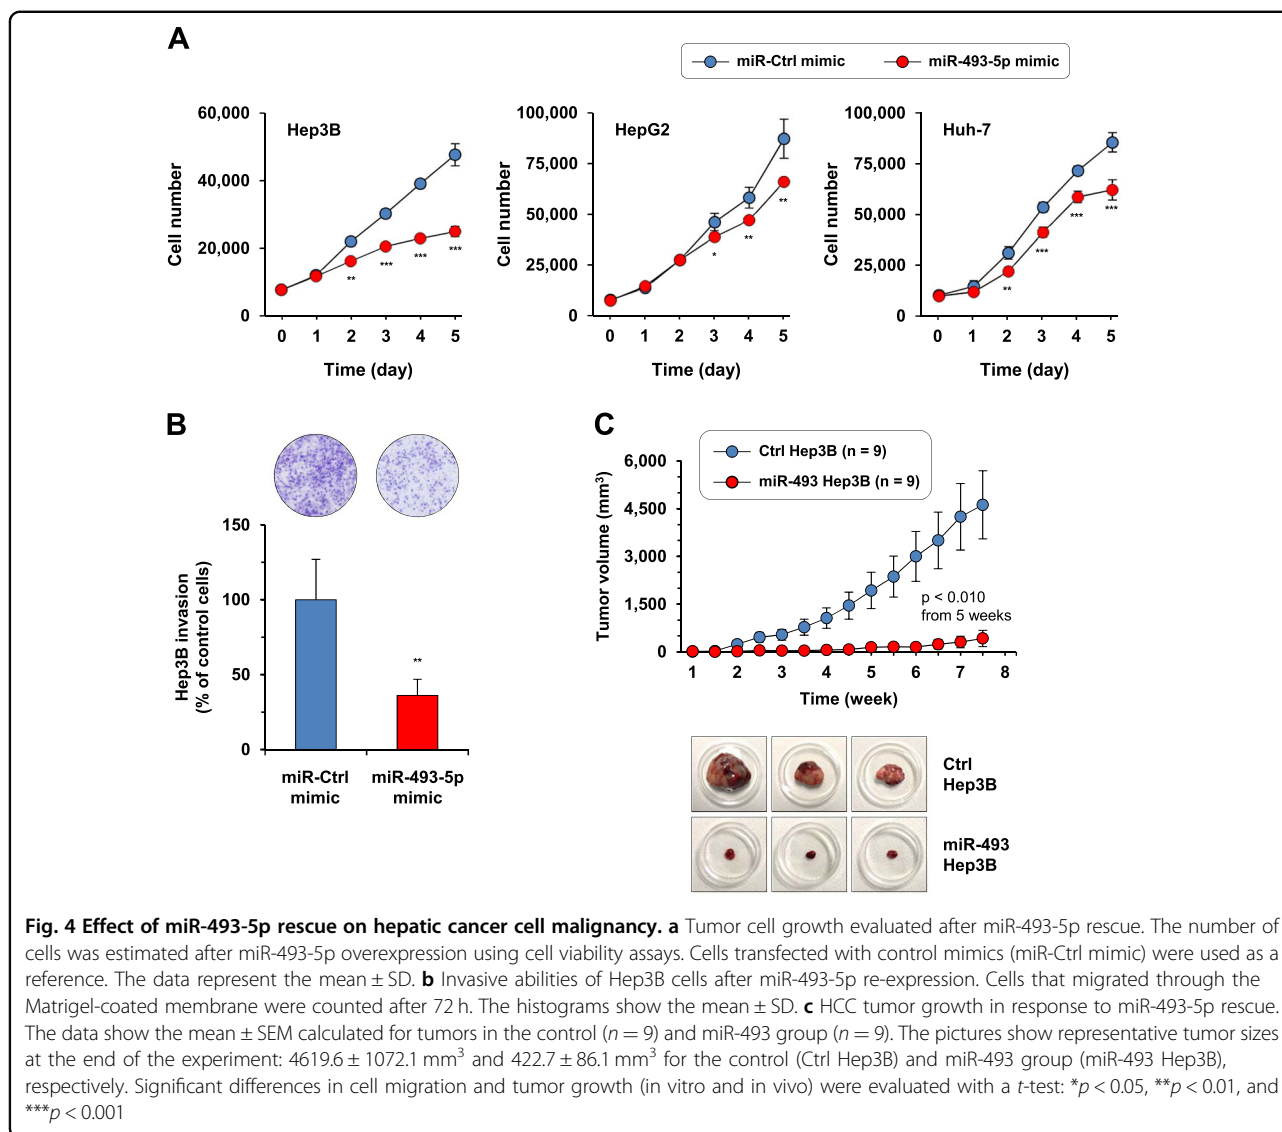 A
miR-Ctrl mimic
miR-493-5p mimic
Hep3B
60,000
40,000
20,000
0
Cell number
**
***
***
***
0 1 2 3 4 5
Time (day)
HepG2
100,000
75,000
50,000
25,000
0
Cell number
*
**
**
0 1 2 3 4 5
Time (day)
Huh-7
100,000
75,000
50,000
25,000
0
Cell number
**
***
***
***
0 1 2 3 4 5
Time (day)
B
150
100
50
0
Hep3B invasion
(% of control cells)
**
miR-Ctrl
mimic
miR-493-5p
mimic
C
Ctrl Hep3B (n = 9)
miR-493 Hep3B (n = 9)
6,000
4,500
3,000
1,500
0
Tumor volume (mm³)
p < 0.010
from 5 weeks
1 2 3 4 5 6 7 8
Time (week)
Ctrl
Hep3B
miR-493
Hep3B
Fig. 4 Effect of miR-493-5p rescue on hepatic cancer cell malignancy. a Tumor cell growth evaluated after miR-493-5p rescue. The number of
cells was estimated after miR-493-5p overexpression using cell viability assays. Cells transfected with control mimics (miR-Ctrl mimic) were used as a
reference. The data represent the mean ± SD. b Invasive abilities of Hep3B cells after miR-493-5p re-expression. Cells that migrated through the
Matrigel-coated membrane were counted after 72 h. The histograms show the mean ± SD. c HCC tumor growth in response to miR-493-5p rescue.
The data show the mean ± SEM calculated for tumors in the control (n = 9) and miR-493 group (n = 9). The pictures show representative tumor sizes
at the end of the experiment: 4619.6 ± 1072.1 mm³ and 422.7 ± 86.1 mm³ for the control (Ctrl Hep3B) and miR-493 group (miR-493 Hep3B),
respectively. Significant differences in cell migration and tumor growth (in vitro and in vivo) were evaluated with a t-test: *p < 0.05, **p < 0.01, and
***p < 0.001